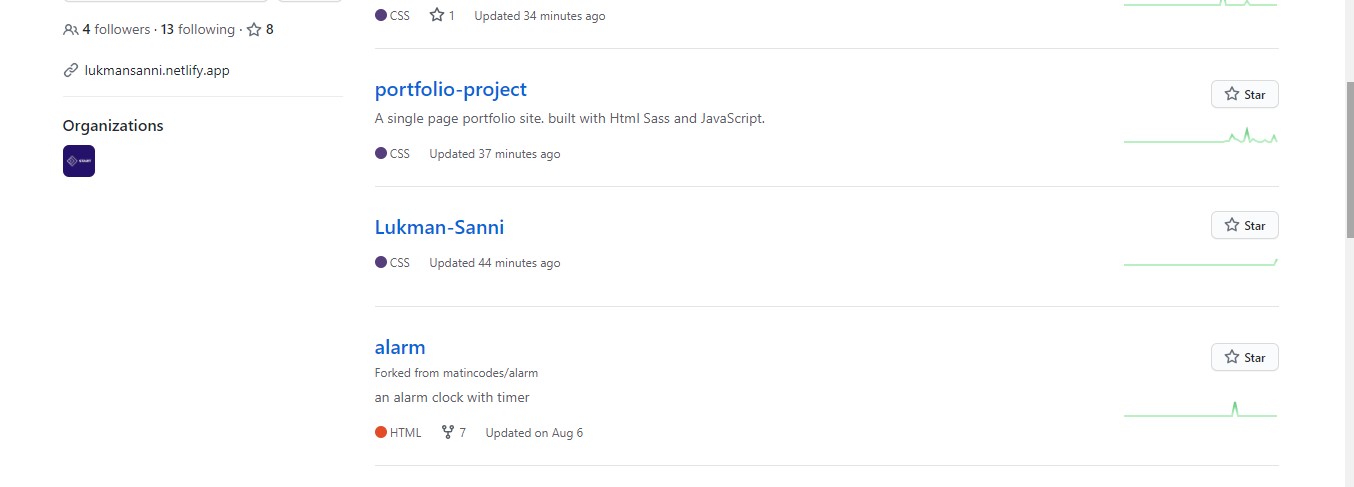 4 followers · 13 following · 8
lukmansanni.netlify.app
Organizations
START
CSS 1 Updated 34 minutes ago
portfolio-project
Star
A single page portfolio site. built with Html Sass and JavaScript.
CSS Updated 37 minutes ago
Lukman-Sanni
Star
CSS Updated 44 minutes ago
alarm
Star
Forked from matincodes/alarm
an alarm clock with timer
HTML 7 Updated on Aug 6